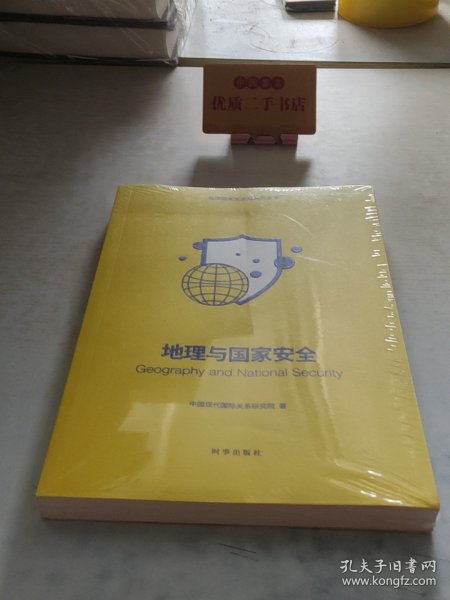 优质二手书店
地理与国家安全
Geography and National Security
中国现代国际关系研究院 著
时事出版社
孔夫子旧书网
www.kongfz.com